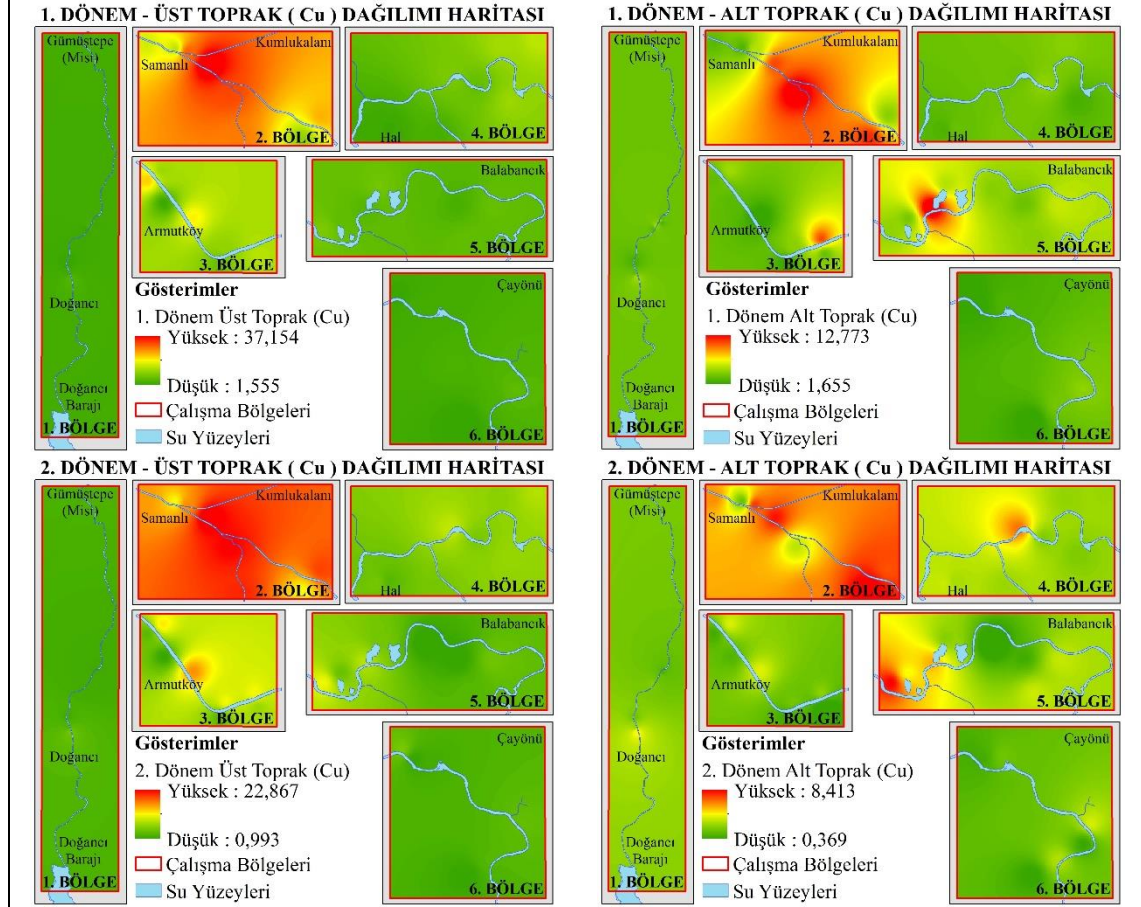 1. DÖNEM - ÜST TOPRAK ( Cu ) DAĞILIMI HARİTASI
Gümüştepe
(Misi)
Doğancı
Doğancı
Barajı
1. BÖLGE
Kumlukalanı
Samanlı
2. BÖLGE
Hal
4. BÖLGE
Armutköy
3. BÖLGE
Balabancık
5. BÖLGE
Çayönü
6. BÖLGE
Gösterimler
1. Dönem Üst Toprak (Cu)
Yüksek : 37,154
Düşük : 1,555
Çalışma Bölgeleri
Su Yüzeyleri
1. DÖNEM - ALT TOPRAK ( Cu ) DAĞILIMI HARİTASI
Gümüştepe
(Misi)
Doğancı
Doğancı
Barajı
1. BÖLGE
Kumlukalanı
Samanlı
2. BÖLGE
Hal
4. BÖLGE
Armutköy
3. BÖLGE
Balabancık
5. BÖLGE
Çayönü
6. BÖLGE
Gösterimler
1. Dönem Alt Toprak (Cu)
Yüksek : 12,773
Düşük : 1,655
Çalışma Bölgeleri
Su Yüzeyleri
2. DÖNEM - ÜST TOPRAK ( Cu ) DAĞILIMI HARİTASI
Gümüştepe
(Misi)
Doğancı
Doğancı
Barajı
1. BÖLGE
Kumlukalanı
Samanlı
2. BÖLGE
Hal
4. BÖLGE
Armutköy
3. BÖLGE
Balabancık
5. BÖLGE
Çayönü
6. BÖLGE
Gösterimler
2. Dönem Üst Toprak (Cu)
Yüksek : 22,867
Düşük : 0,993
Çalışma Bölgeleri
Su Yüzeyleri
2. DÖNEM - ALT TOPRAK ( Cu ) DAĞILIMI HARİTASI
Gümüştepe
(Misi)
Doğancı
Doğancı
Barajı
1. BÖLGE
Kumlukalanı
Samanlı
2. BÖLGE
Hal
4. BÖLGE
Armutköy
3. BÖLGE
Balabancık
5. BÖLGE
Çayönü
6. BÖLGE
Gösterimler
2. Dönem Alt Toprak (Cu)
Yüksek : 8,413
Düşük : 0,369
Çalışma Bölgeleri
Su Yüzeyleri